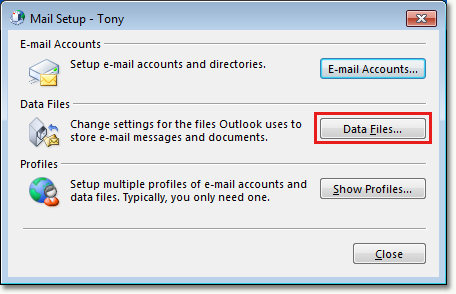 Mail Setup - Tony
E-mail Accounts
Setup e-mail accounts and directories.
E-mail Accounts...
Data Files
Change settings for the files Outlook uses to
store e-mail messages and documents.
Data Files...
Profiles
Setup multiple profiles of e-mail accounts and
data files. Typically, you only need one.
Show Profiles...
Close